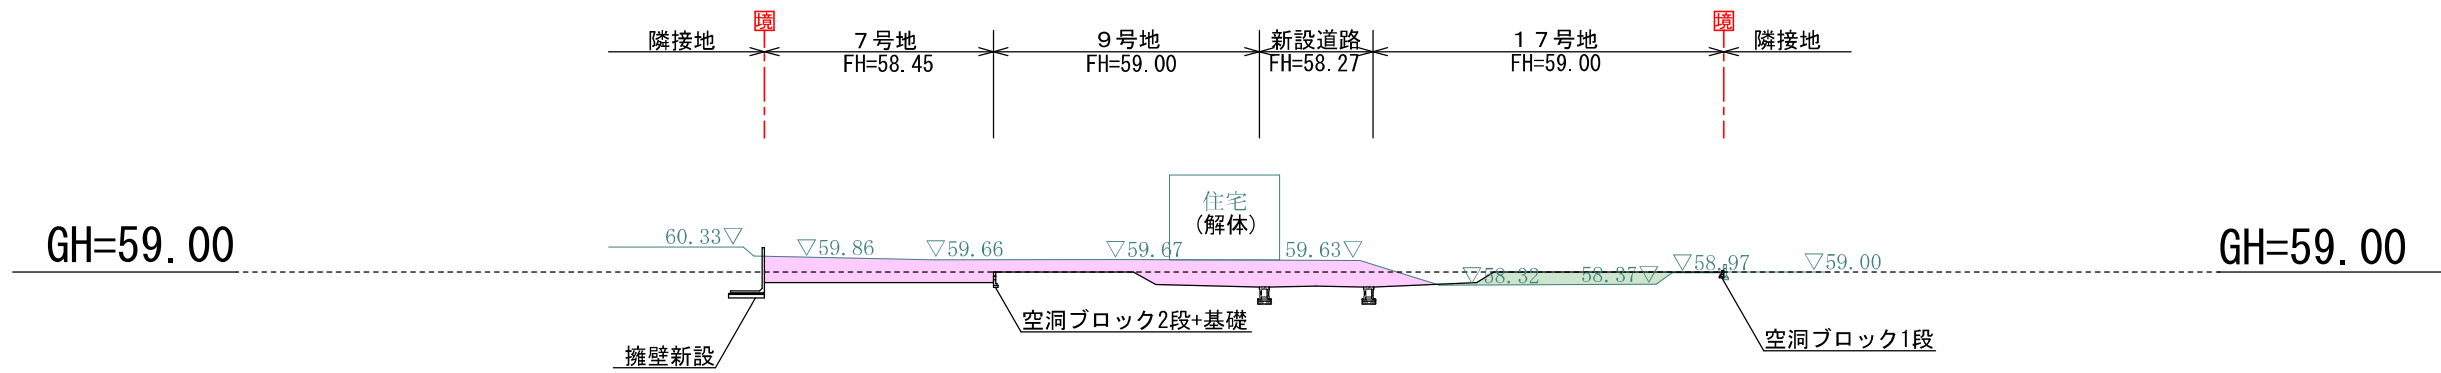 境
境
隣接地
7号地
9号地
新設道路
17号地
隣接地
FH=58.45
FH=59.00
FH=58.27
FH=59.00
住宅
(解体)
GH=59.00
60.33▽
▽59.86
▽59.66
▽59.67
59.63▽
▽58.32
58.37▽
▽58.97
▽59.00
GH=59.00
空洞ブロック2段+基礎
空洞ブロック1段
擁壁新設